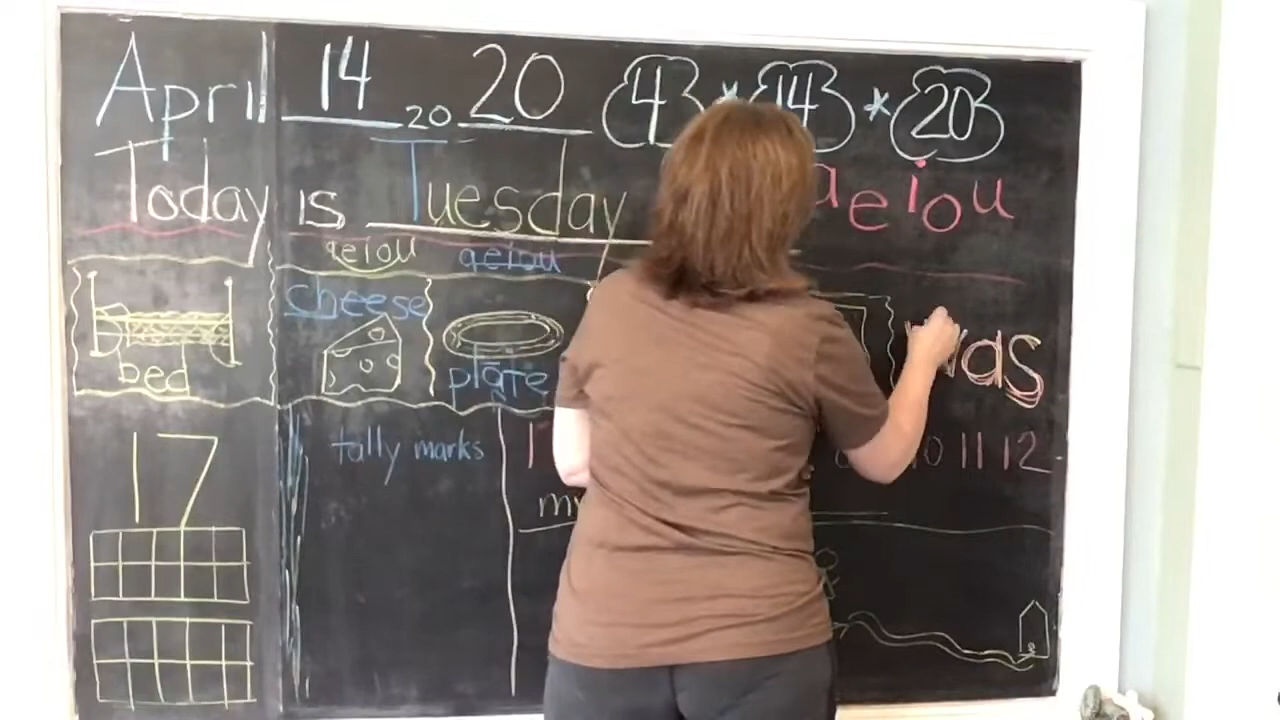 April 14 20 20 4 * 14 * 20
Today is Tuesday aeiou
aeiou aeiou
cheese
bed
plate
17
tally marks
10 11 12